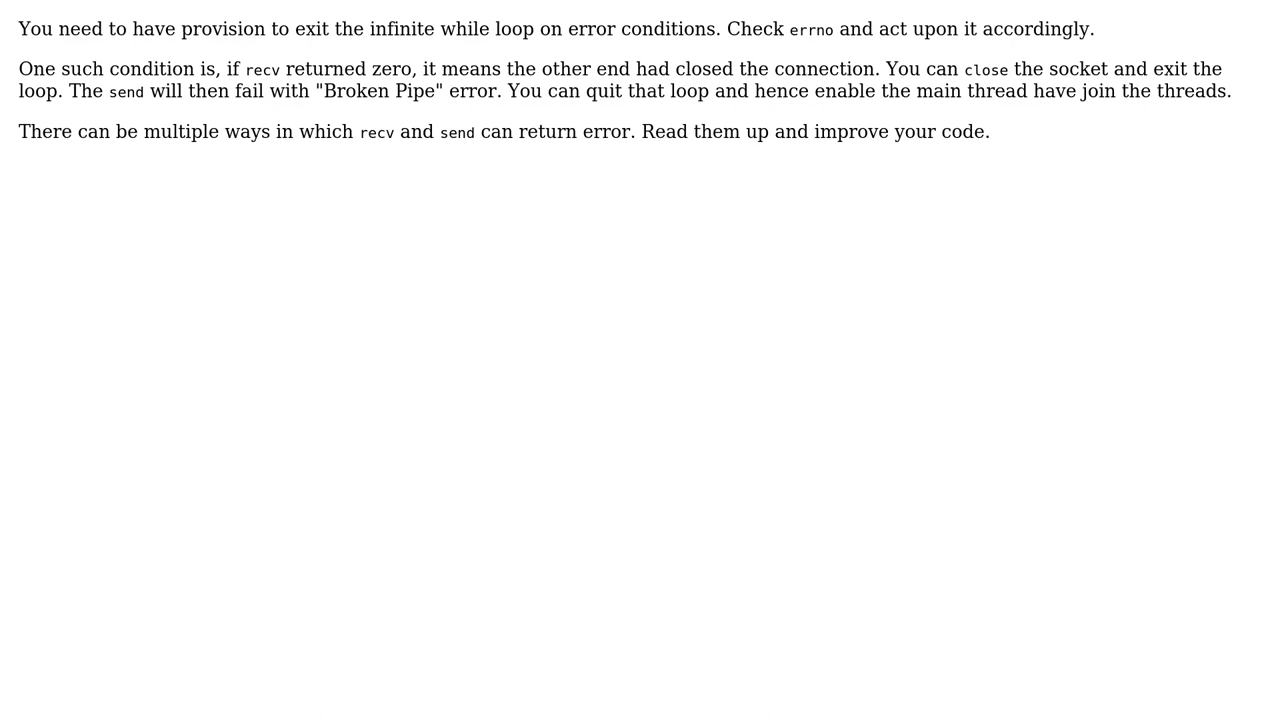 You need to have provision to exit the infinite while loop on error conditions. Check errno and act upon it accordingly.
One such condition is, if recv returned zero, it means the other end had closed the connection. You can close the socket and exit the
loop. The send will then fail with "Broken Pipe" error. You can quit that loop and hence enable the main thread have join the threads.
There can be multiple ways in which recv and send can return error. Read them up and improve your code.